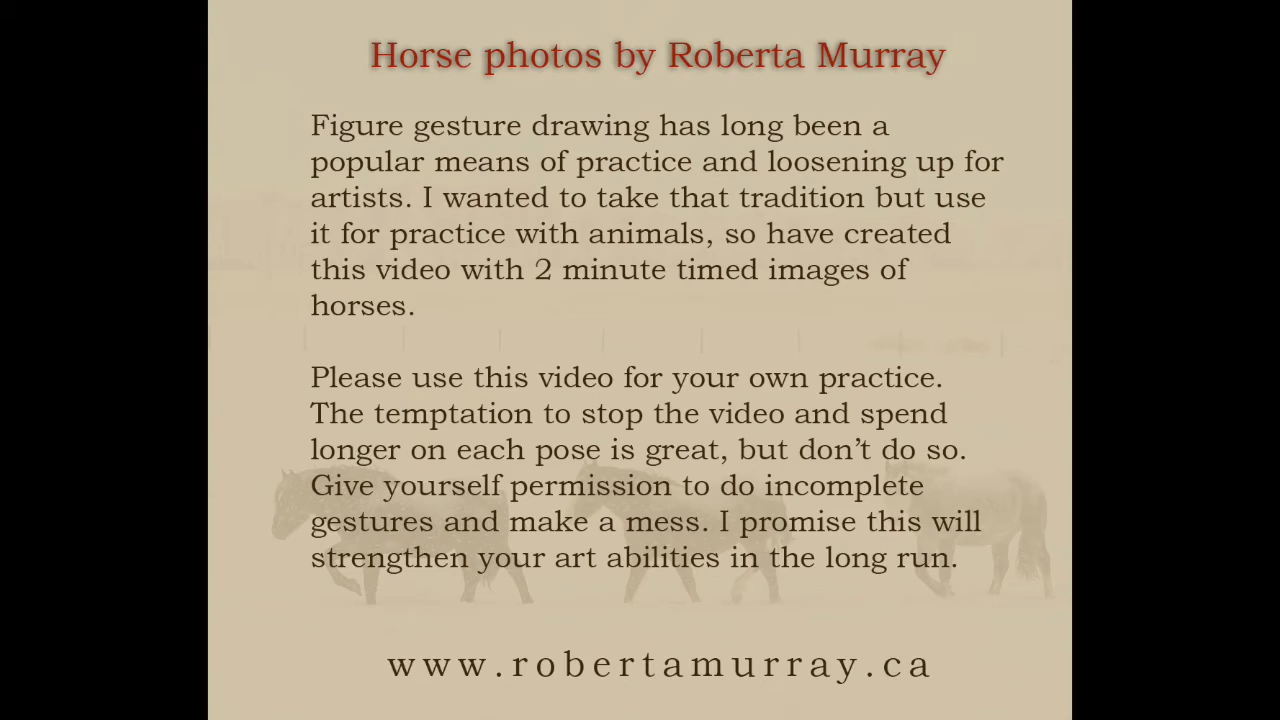 Horse photos by Roberta Murray
Figure gesture drawing has long been a
popular means of practice and loosening up for
artists. I wanted to take that tradition but use
it for practice with animals, so have created
this video with 2 minute timed images of
horses.
Please use this video for your own practice.
The temptation to stop the video and spend
longer on each pose is great, but don’t do so.
Give yourself permission to do incomplete
gestures and make a mess. I promise this will
strengthen your art abilities in the long run.
www.robertamurray.ca